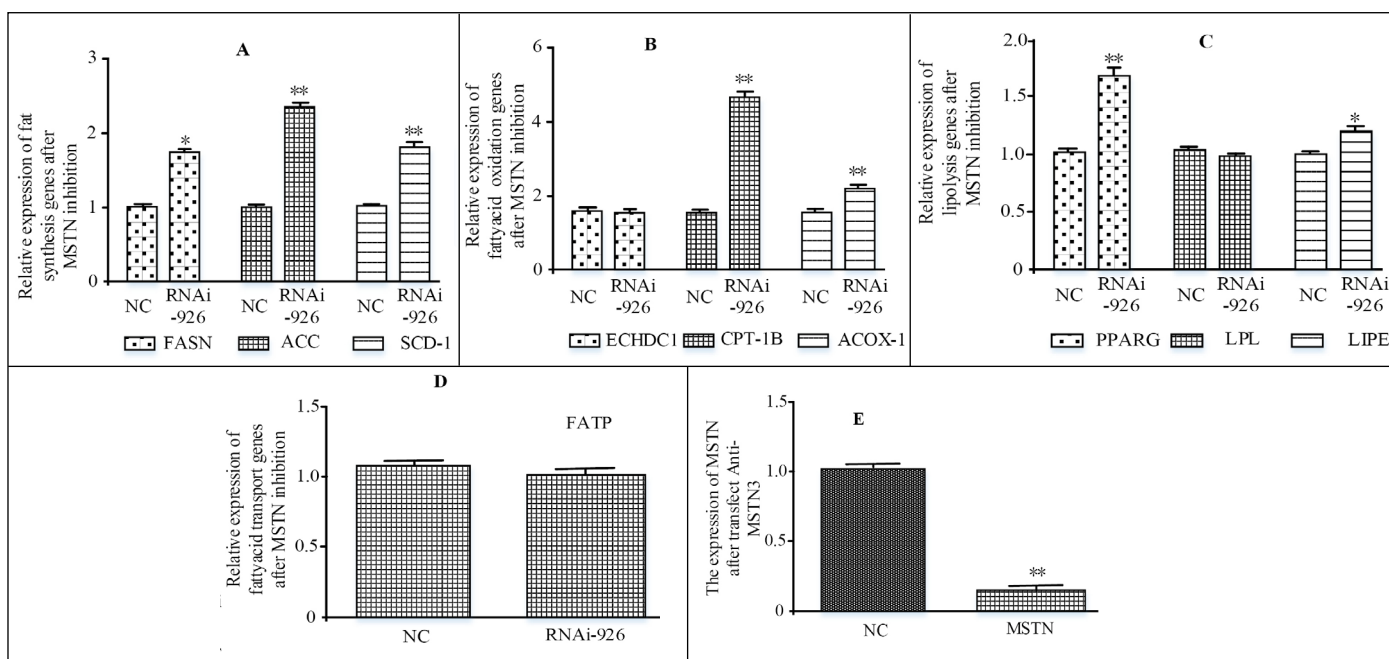 A
Relative expression of fat
synthesis genes after
MSTN inhibition
3
2
1
0
*
**
**
NC
RNAi
-926
NC
RNAi
-926
NC
RNAi
-926
FASN
ACC
SCD-1
B
Relative expression of
fattyacid oxidation genes
after MSTN inhibition
6
4
2
0
**
**
NC
RNAi
-926
NC
RNAi
-926
NC
RNAi
-926
ECHDC1
CPT-1B
ACOX-1
C
Relative expression of
lipolysis genes after
MSTN inhibition
2.0
1.5
1.0
0.5
0
**
*
NC
RNAi
-926
NC
RNAi
-926
NC
RNAi
-926
PPARG
LPL
LIPE
D
Relative expression of
fattyacid transport genes
after MSTN inhibition
1.5
1.0
0.5
0
FATP
NC
RNAi-926
E
The expression of MSTN
after transfect Anti-
MSTN3
1.5
1.0
0.5
0
**
NC
MSTN